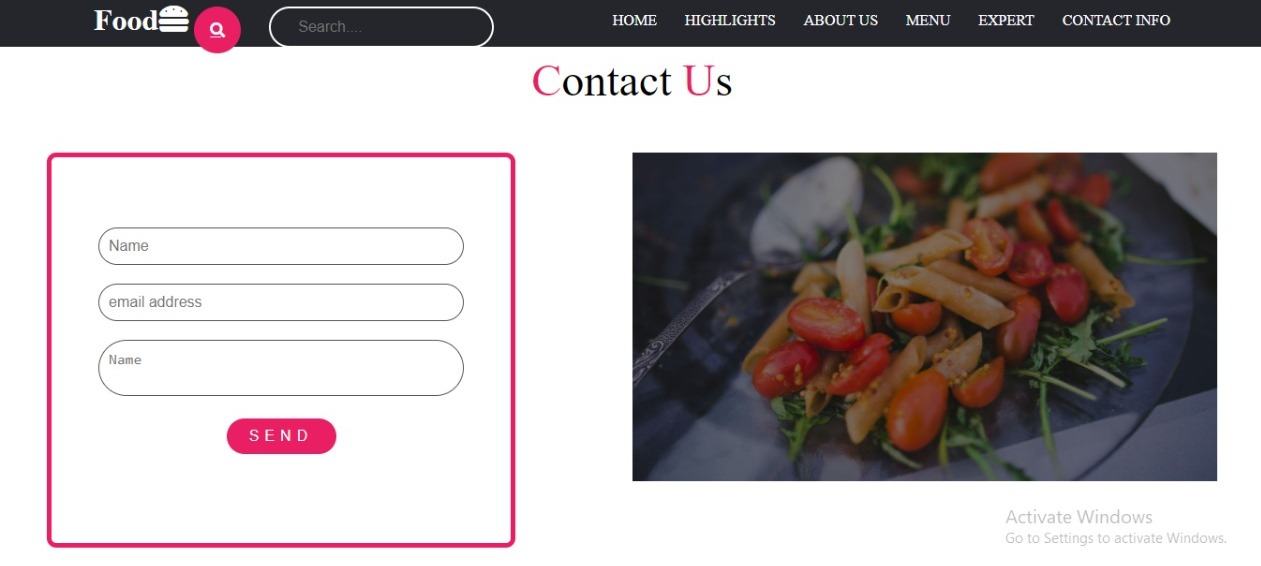 Food
Search....
HOME HIGHLIGHTS ABOUT US MENU EXPERT CONTACT INFO
Contact Us
Name
email address
Name
SEND
Activate Windows
Go to Settings to activate Windows.